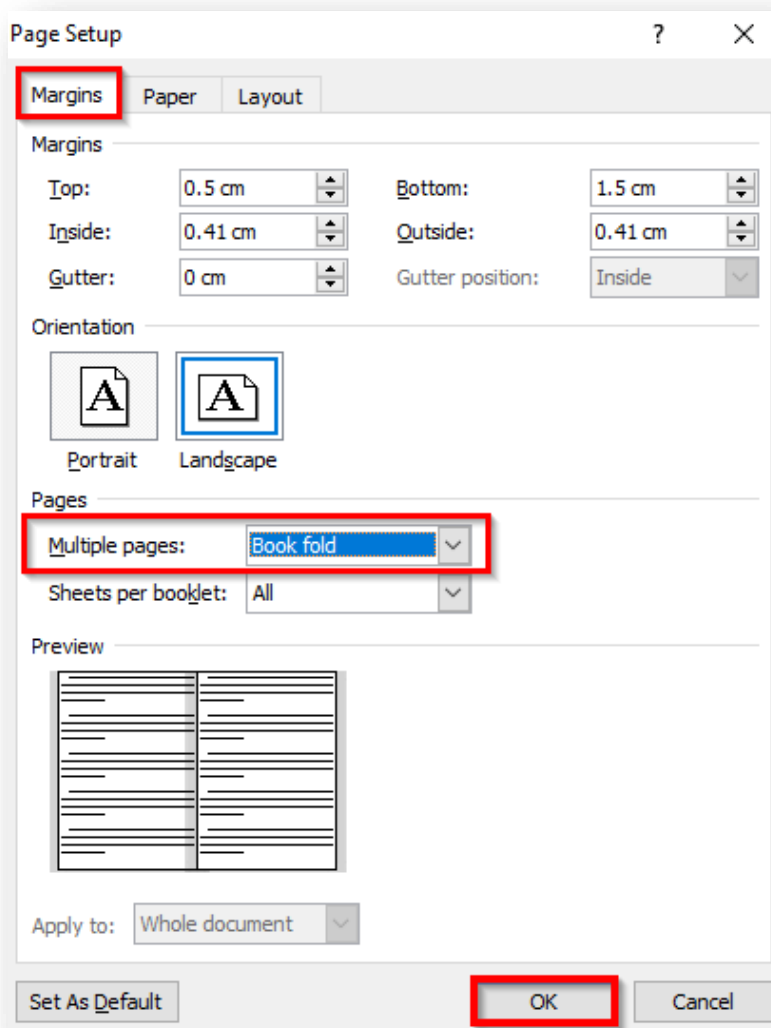 Page Setup ? X
Margins Paper Layout
Margins
Top: 0.5 cm Bottom: 1.5 cm
Inside: 0.41 cm Outside: 0.41 cm
Gutter: 0 cm Gutter position: Inside
Orientation
A A
Portrait Landscape
Pages
Multiple pages: Book fold
Sheets per booklet: All
Preview
Apply to: Whole document
Set As Default OK Cancel